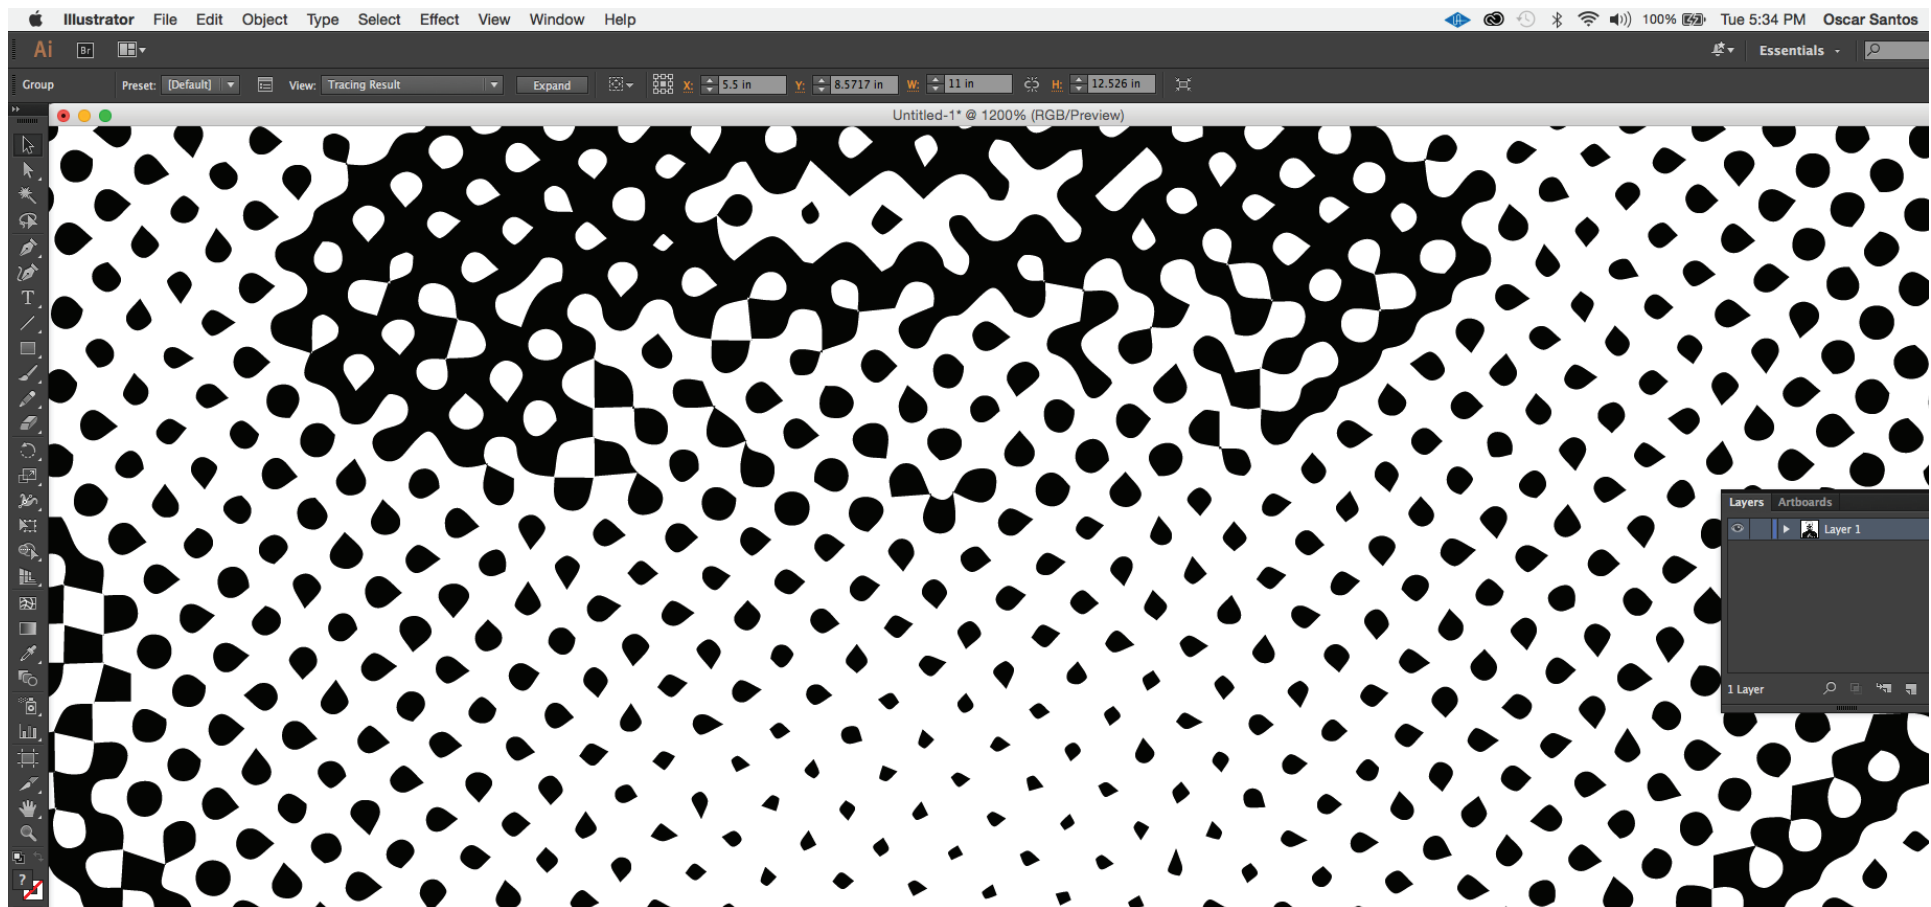 Illustrator File Edit Object Type Select Effect View Window Help 100% Tue 5:34 PM Oscar Santos
Ai Br Essentials
Group Preset: [Default] View: Tracing Result Expand X: 5.5 in Y: 8.5717 in W: 11 in H: 12.526 in
Untitled-1* @ 1200% (RGB/Preview)
T
Layers Artboards
Layer 1
1 Layer
?